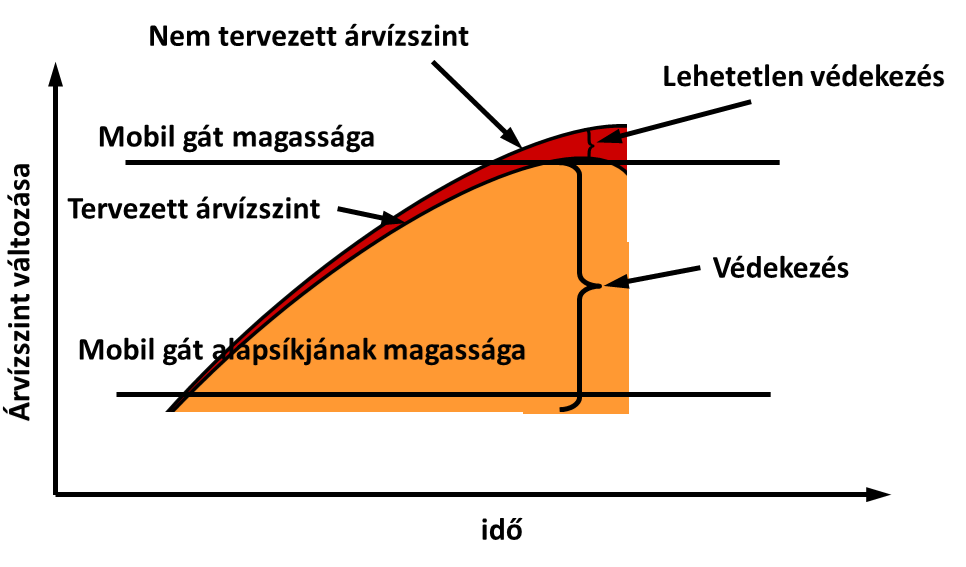 Nem tervezett árvízszint
Lehetetlen védekezés
Mobil gát magassága
Tervezett árvízszint
Védekezés
Mobil gát alapsíkjának magassága
Árvízszint változása
idő